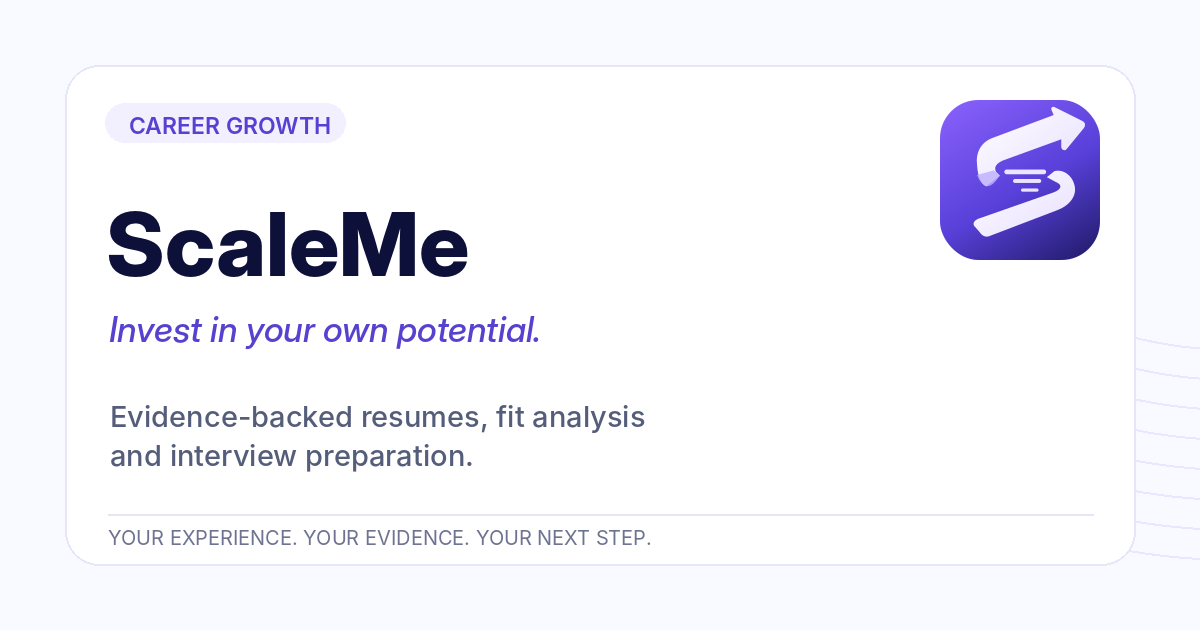 CAREER GROWTH
ScaleMe
Invest in your own potential.
Evidence-backed resumes, fit analysis
and interview preparation.
YOUR EXPERIENCE. YOUR EVIDENCE. YOUR NEXT STEP.